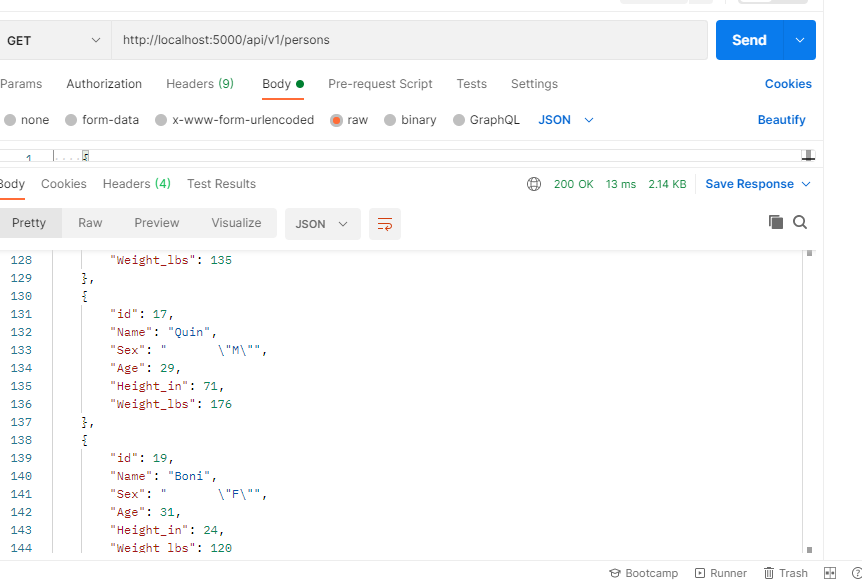 GET http://localhost:5000/api/v1/persons Send
Params Authorization Headers (9) Body Pre-request Script Tests Settings Cookies
none form-data x-www-form-urlencoded raw binary GraphQL JSON Beautify
1 [
Body Cookies Headers (4) Test Results 200 OK 13 ms 2.14 KB Save Response
Pretty Raw Preview Visualize JSON
128 "Weight_lbs": 135
129 },
130 {
131 "id": 17,
132 "Name": "Quin",
133 "Sex": "       \"M\"",
134 "Age": 29,
135 "Height_in": 71,
136 "Weight_lbs": 176
137 },
138 {
139 "id": 19,
140 "Name": "Boni",
141 "Sex": "       \"F\"",
142 "Age": 31,
143 "Height_in": 24,
144 "Weight_lbs": 120
Bootcamp Runner Trash